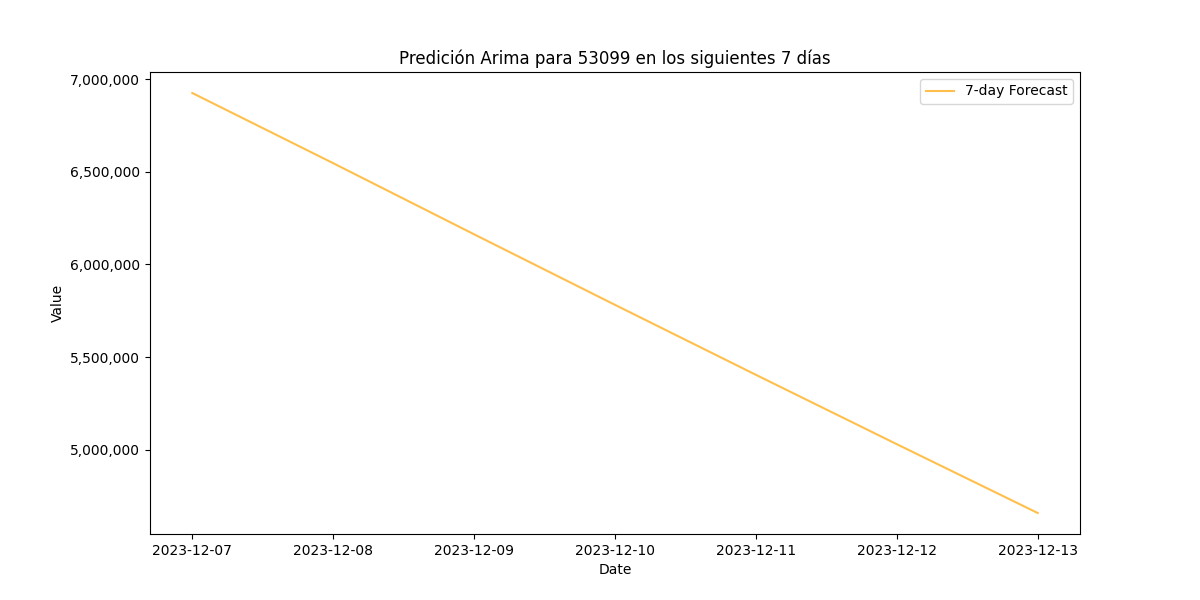 Predición Arima para 53099 en los siguientes 7 días
7-day Forecast
7,000,000
6,500,000
6,000,000
5,500,000
5,000,000
Value
2023-12-07 2023-12-08 2023-12-09 2023-12-10 2023-12-11 2023-12-12 2023-12-13
Date